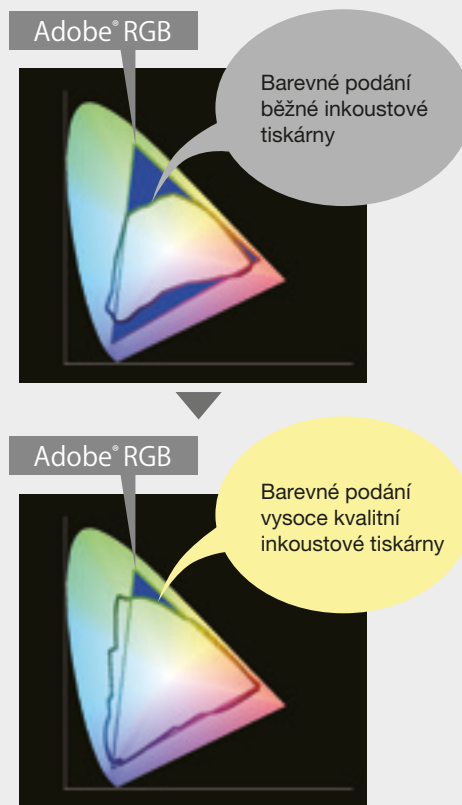 Adobe® RGB
Barevné podání
běžné inkoustové
tiskárny
Adobe® RGB
Barevné podání
vysoce kvalitní
inkoustové tiskárny